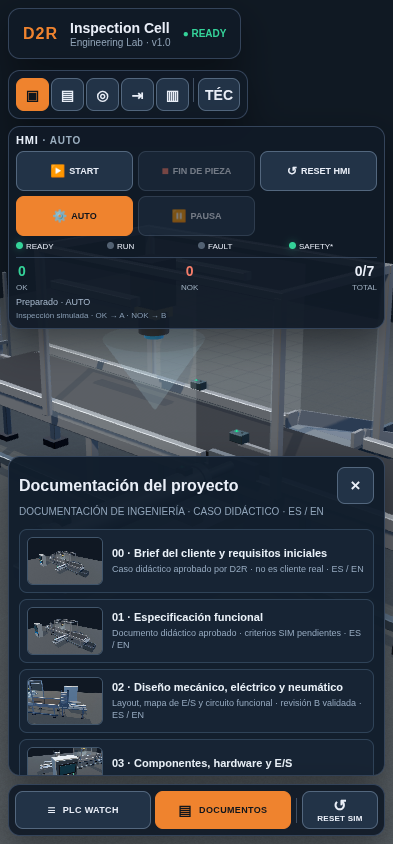 D2R
Inspection Cell
Engineering Lab · v1.0
● READY
TÉC
HMI · AUTO
START
FIN DE PIEZA
↺ RESET HMI
AUTO
PAUSA
READY
RUN
FAULT
SAFETY*
0
0
0/7
OK
NOK
TOTAL
Preparado · AUTO
Inspección simulada · OK → A · NOK → B
Documentación del proyecto
×
DOCUMENTACIÓN DE INGENIERÍA · CASO DIDÁCTICO · ES / EN
00 · Brief del cliente y requisitos iniciales
Caso didáctico aprobado por D2R · no es cliente real · ES / EN
01 · Especificación funcional
Documento didáctico aprobado · criterios SIM pendientes · ES
/ EN
02 · Diseño mecánico, eléctrico y neumático
Layout, mapa de E/S y circuito funcional · revisión B validada ·
ES / EN
03 · Componentes, hardware y E/S
≡ PLC WATCH
DOCUMENTOS
↺
RESET SIM